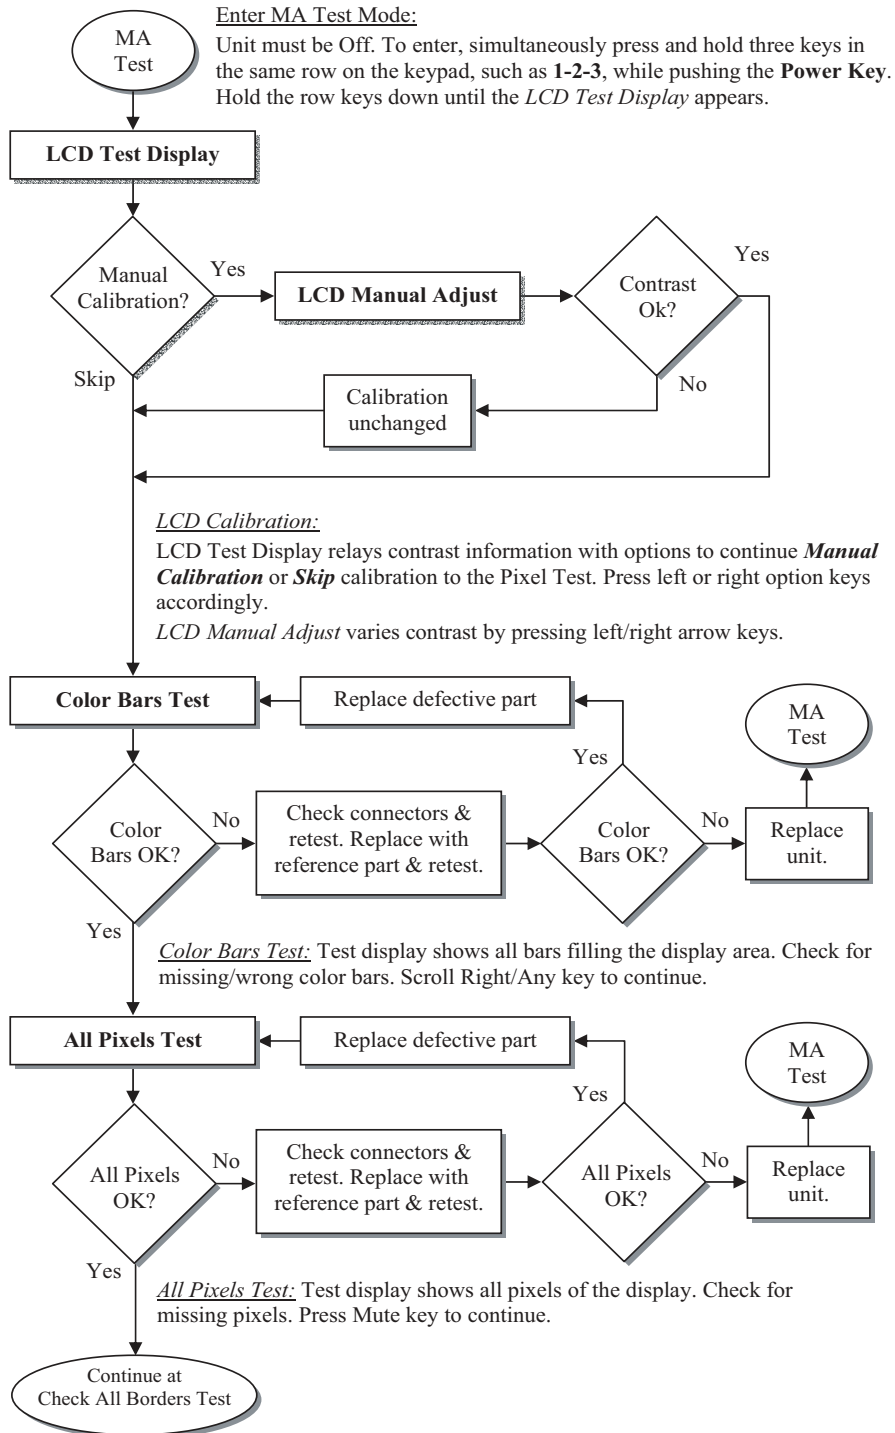 Enter MA Test Mode:
MA
Test
Unit must be Off. To enter, simultaneously press and hold three keys in
the same row on the keypad, such as 1-2-3, while pushing the Power Key.
Hold the row keys down until the LCD Test Display appears.
LCD Test Display
Manual
Calibration?
Yes
LCD Manual Adjust
Contrast
Ok?
Yes
Skip
No
Calibration
unchanged
LCD Calibration:
LCD Test Display relays contrast information with options to continue Manual
Calibration or Skip calibration to the Pixel Test. Press left or right option keys
accordingly.
LCD Manual Adjust varies contrast by pressing left/right arrow keys.
Color Bars Test
Replace defective part
MA
Test
Yes
Color
Bars OK?
No
Check connectors &
retest. Replace with
reference part & retest.
Color
Bars OK?
No
Replace
unit.
Yes
Color Bars Test: Test display shows all bars filling the display area. Check for
missing/wrong color bars. Scroll Right/Any key to continue.
All Pixels Test
Replace defective part
MA
Test
Yes
All Pixels
OK?
No
Check connectors &
retest. Replace with
reference part & retest.
All Pixels
OK?
No
Replace
unit.
Yes
All Pixels Test: Test display shows all pixels of the display. Check for
missing pixels. Press Mute key to continue.
Continue at
Check All Borders Test